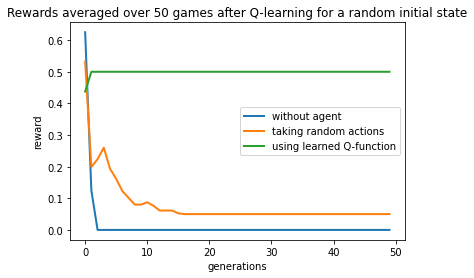 Rewards averaged over 50 games after Q-learning for a random initial state
0.6
0.5
0.4
0.3
0.2
0.1
0.0
reward
without agent
taking random actions
using learned Q-function
0 10 20 30 40 50
generations